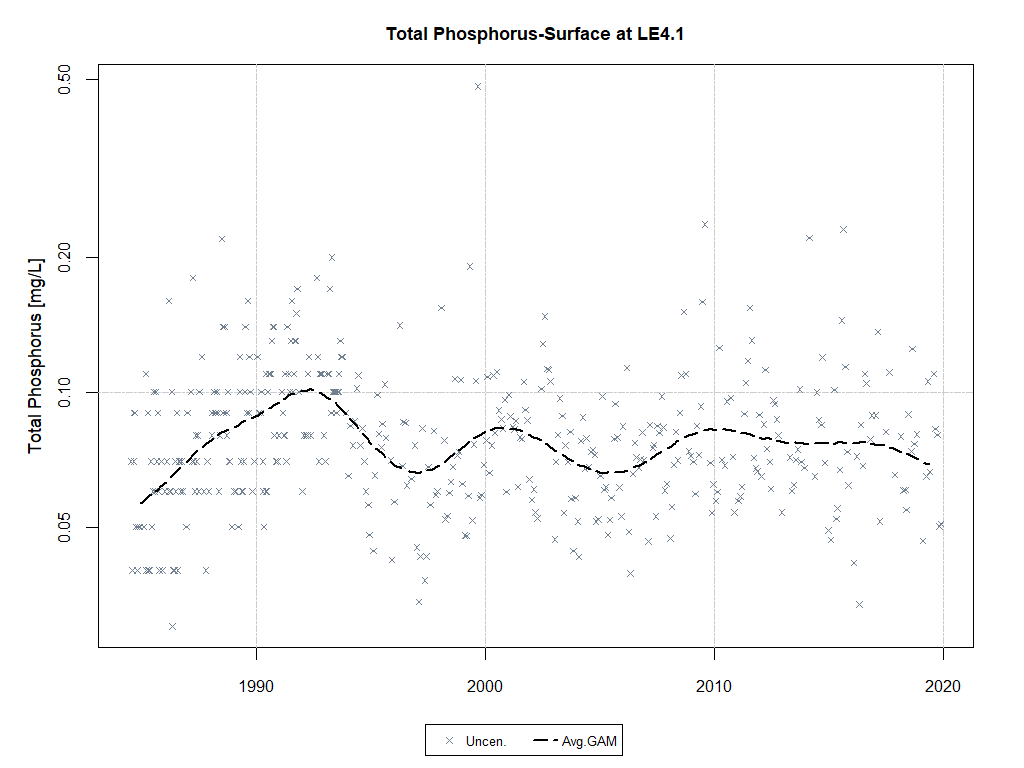 Total Phosphorus-Surface at LE4.1
Total Phosphorus [mg/L]
0.50
0.20
0.10
0.05
1990 2000 2010 2020
Uncen. Avg.GAM